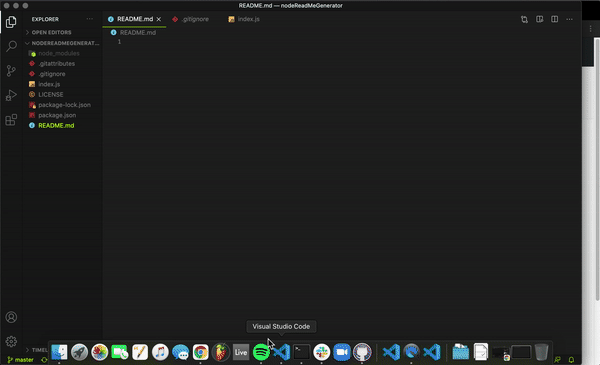 README.md — nodeReadMeGenerator
EXPLORER
···
README.md
.gitignore
index.js
OPEN EDITORS
README.md
NODEREADMEGENERAT...
1
node_modules
.gitattributes
.gitignore
index.js
LICENSE
package-lock.json
package.json
README.md
Visual Studio Code
TIMEL
Live
master